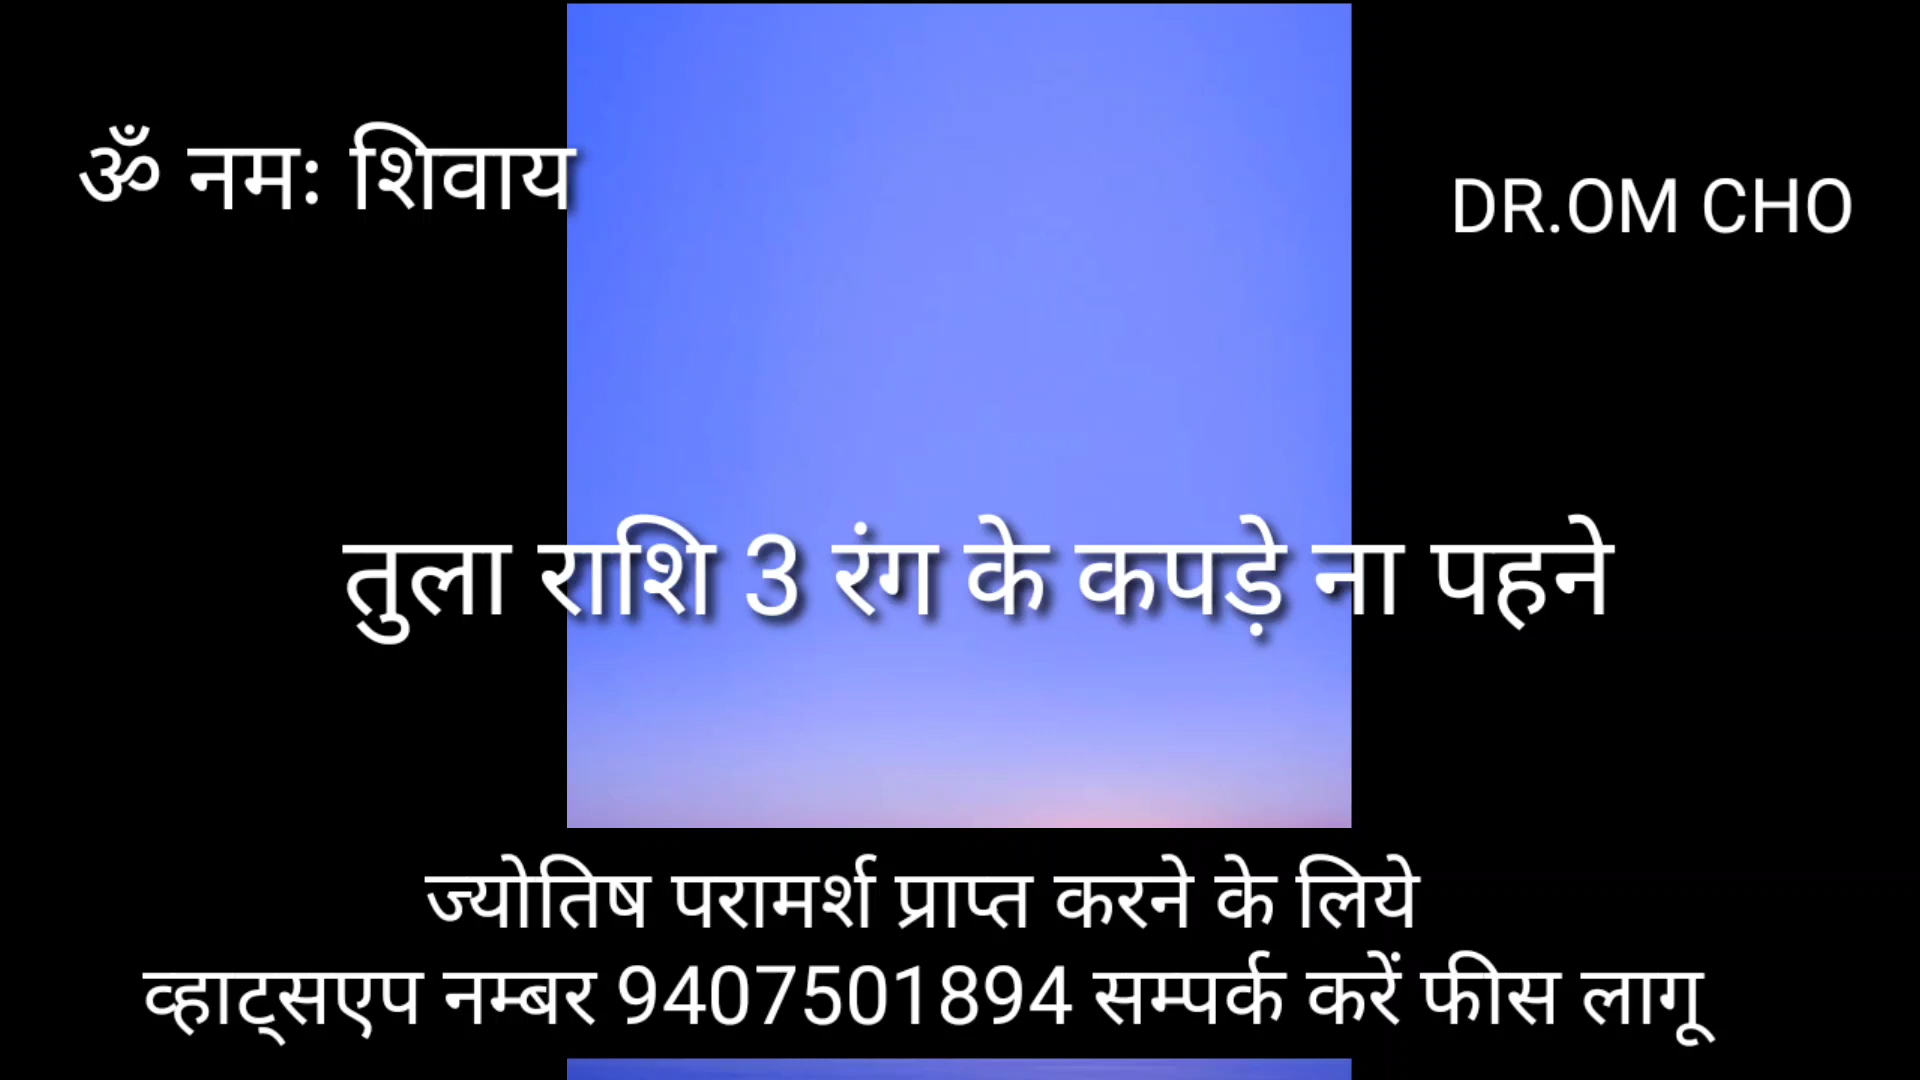 ॐ नमः शिवाय
DR.OM CHO
तुला राशि 3 रंग के कपड़े ना पहने
ज्योतिष परामर्श प्राप्त करने के लिये
व्हाट्सएप नम्बर 9407501894 सम्पर्क करें फीस लागू